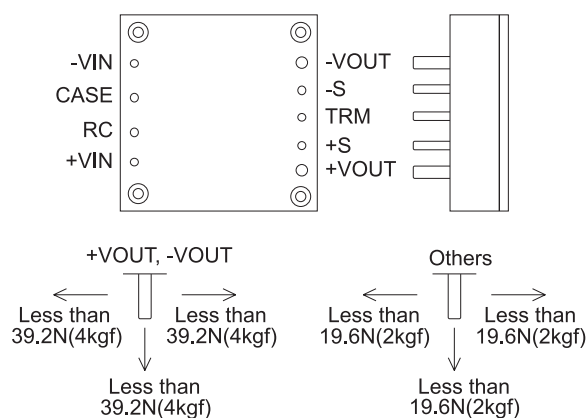 -VIN
CASE
RC
+VIN
-VOUT
-S
TRM
+S
+VOUT
+VOUT, -VOUT
Less than
39.2N(4kgf)
Less than
39.2N(4kgf)
Less than
39.2N(4kgf)
Others
Less than
19.6N(2kgf)
Less than
19.6N(2kgf)
Less than
19.6N(2kgf)